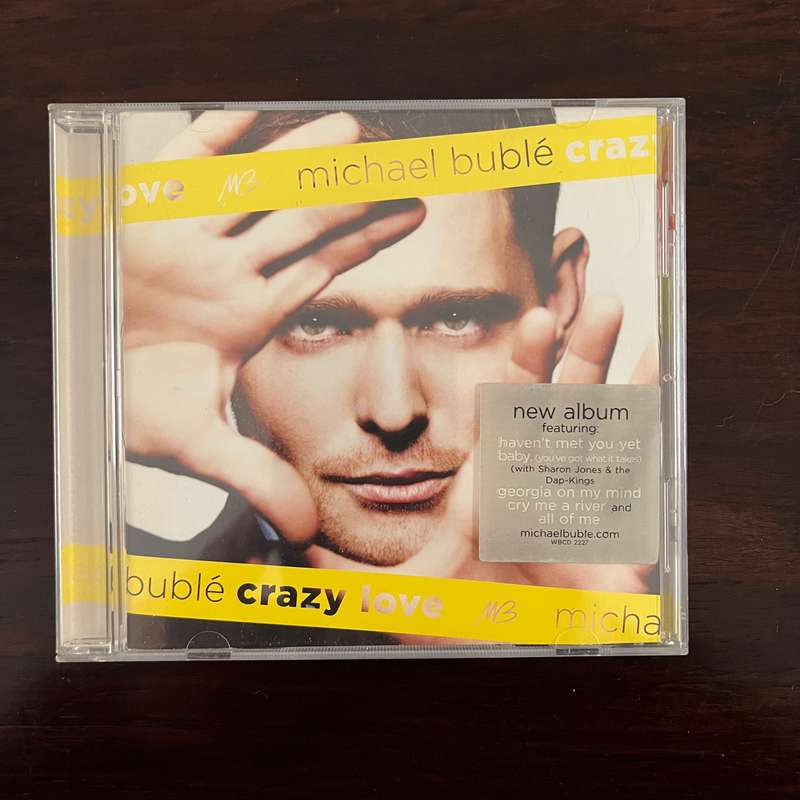 zy love MB michael bublé crazy
new album
featuring:
haven't met you yet
baby, (you've got what it takes)
(with Sharon Jones & the
Dap-Kings
georgia on my mind
cry me a river and
all of me
michaelbuble.com
WBCD 2227
bublé crazy love MB micha